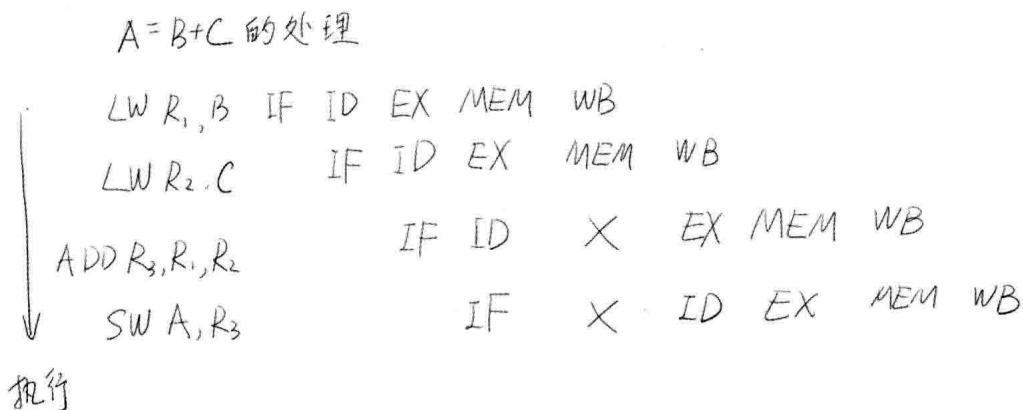 A=B+C 的处理
LW R₁,B IF ID EX MEM WB
LW R₂.C IF ID EX MEM WB
ADD R₃,R₁,R₂ IF ID X EX MEM WB
SW A,R₃ IF X ID EX MEM WB
执行